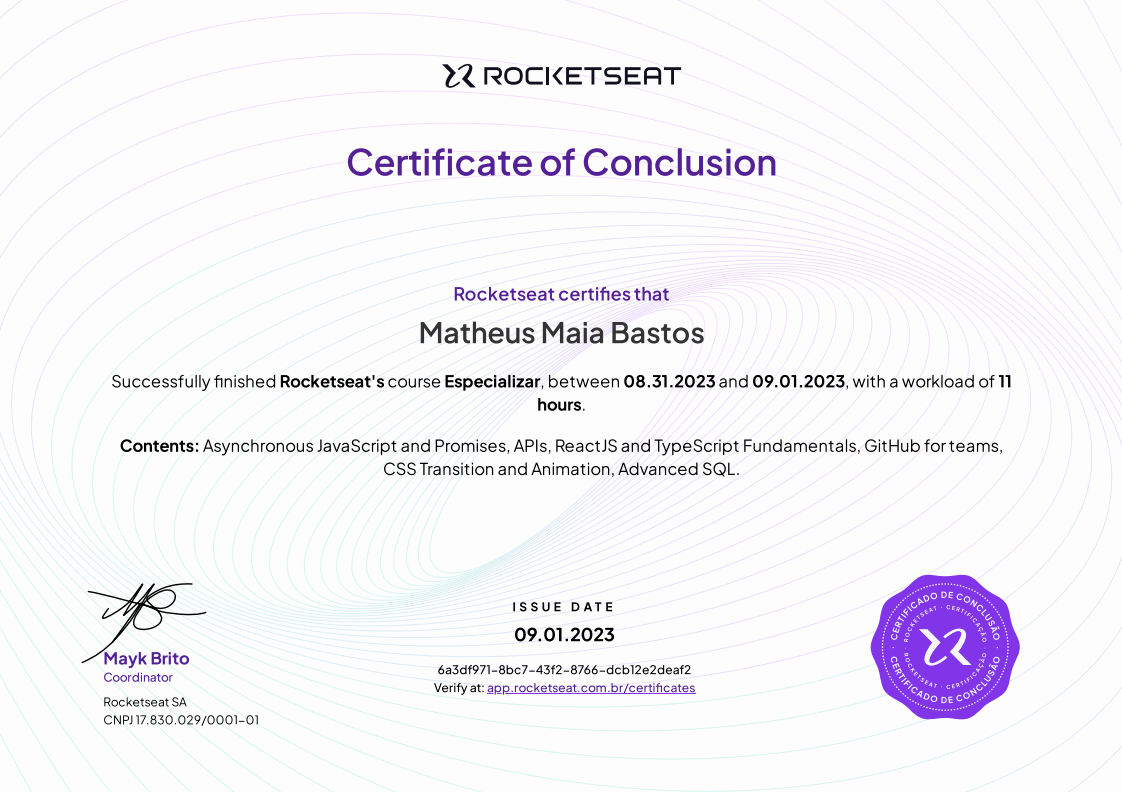 ROCKETSEAT
Certificate of Conclusion
Rocketseat certifies that
Matheus Maia Bastos
Successfully finished Rocketseat's course Especializar, between 08.31.2023 and 09.01.2023, with a workload of 11
hours.
Contents: Asynchronous JavaScript and Promises, APIs, ReactJS and TypeScript Fundamentals, GitHub for teams,
CSS Transition and Animation, Advanced SQL.
Mayk Brito
Coordinator
Rocketseat SA
CNPJ 17.830.029/0001-01
ISSUE DATE
09.01.2023
6a3df971-8bc7-43f2-8766-dcb12e2deaf2
Verify at: app.rocketseat.com.br/certificates
CERTIFICADO DE CONCLUSÃO
ROCKETSEAT · CERTIFICAÇÃO
ROCKETSEAT · CERTIFICAÇÃO
CERTIFICADO DE CONCLUSÃO